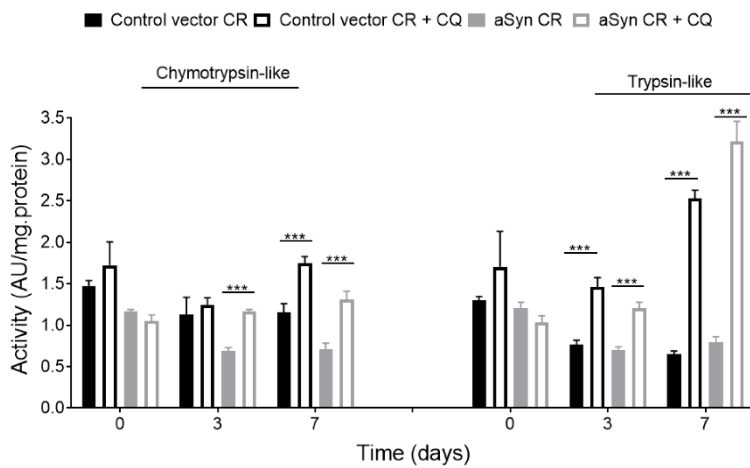 Control vector CR Control vector CR + CQ aSyn CR aSyn CR + CQ
Chymotrypsin-like Trypsin-like
Activity (AU/mg.protein)
3.5
3.0
2.5
2.0
1.5
1.0
0.5
0.0
*** *** *** *** *** *** ***
0 3 7 0 3 7
Time (days)